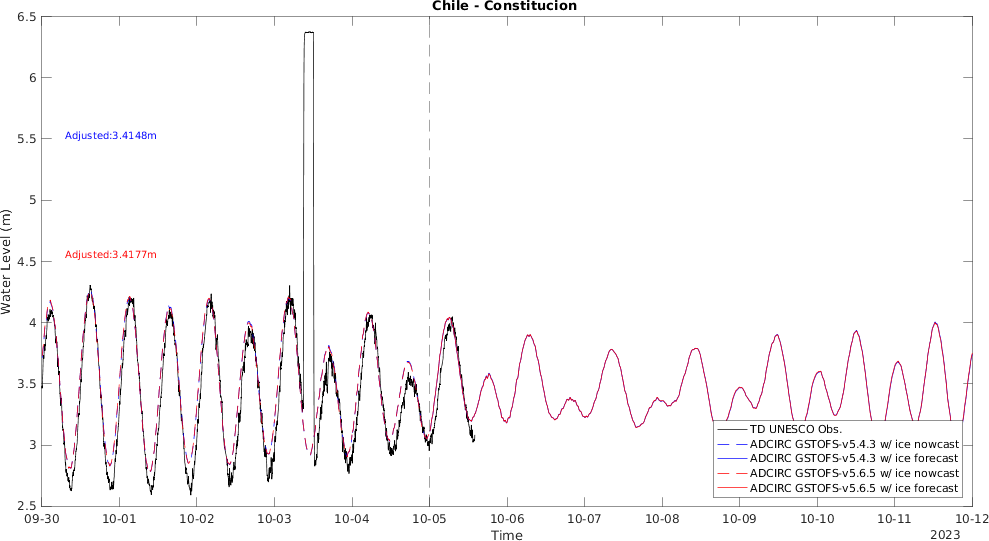 Chile - Constitucion
6.5
6
5.5
5
4.5
4
3.5
3
2.5
Water Level (m)
Adjusted:3.4148m
Adjusted:3.4177m
TD UNESCO Obs.
ADCIRC GSTOFS-v5.4.3 w/ ice nowcast
ADCIRC GSTOFS-v5.4.3 w/ ice forecast
ADCIRC GSTOFS-v5.6.5 w/ ice nowcast
ADCIRC GSTOFS-v5.6.5 w/ ice forecast
09-30 10-01 10-02 10-03 10-04 10-05 10-06 10-07 10-08 10-09 10-10 10-11 10-12
Time
2023